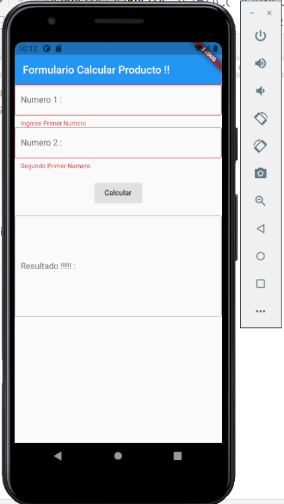 10:12
DEBUG
Formulario Calcular Producto !!
Numero 1 :
Ingrese Primer Numero
Numero 2 :
Segundo Primer Numero
Calcular
Resultado !!!!!! :